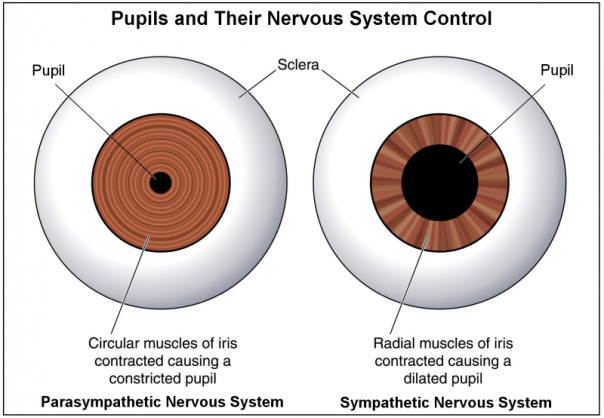 Pupils and Their Nervous System Control
Pupil
Sclera
Pupil
Circular muscles of iris
contracted causing a
constricted pupil
Parasympathetic Nervous System
Radial muscles of iris
contracted causing a
dilated pupil
Sympathetic Nervous System